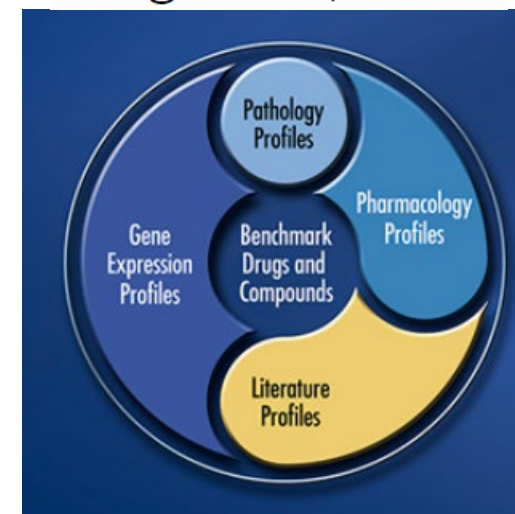 Pathology
Profiles
Pharmacology
Profiles
Gene
Expression
Profiles
Benchmark
Drugs and
Compounds
Literature
Profiles